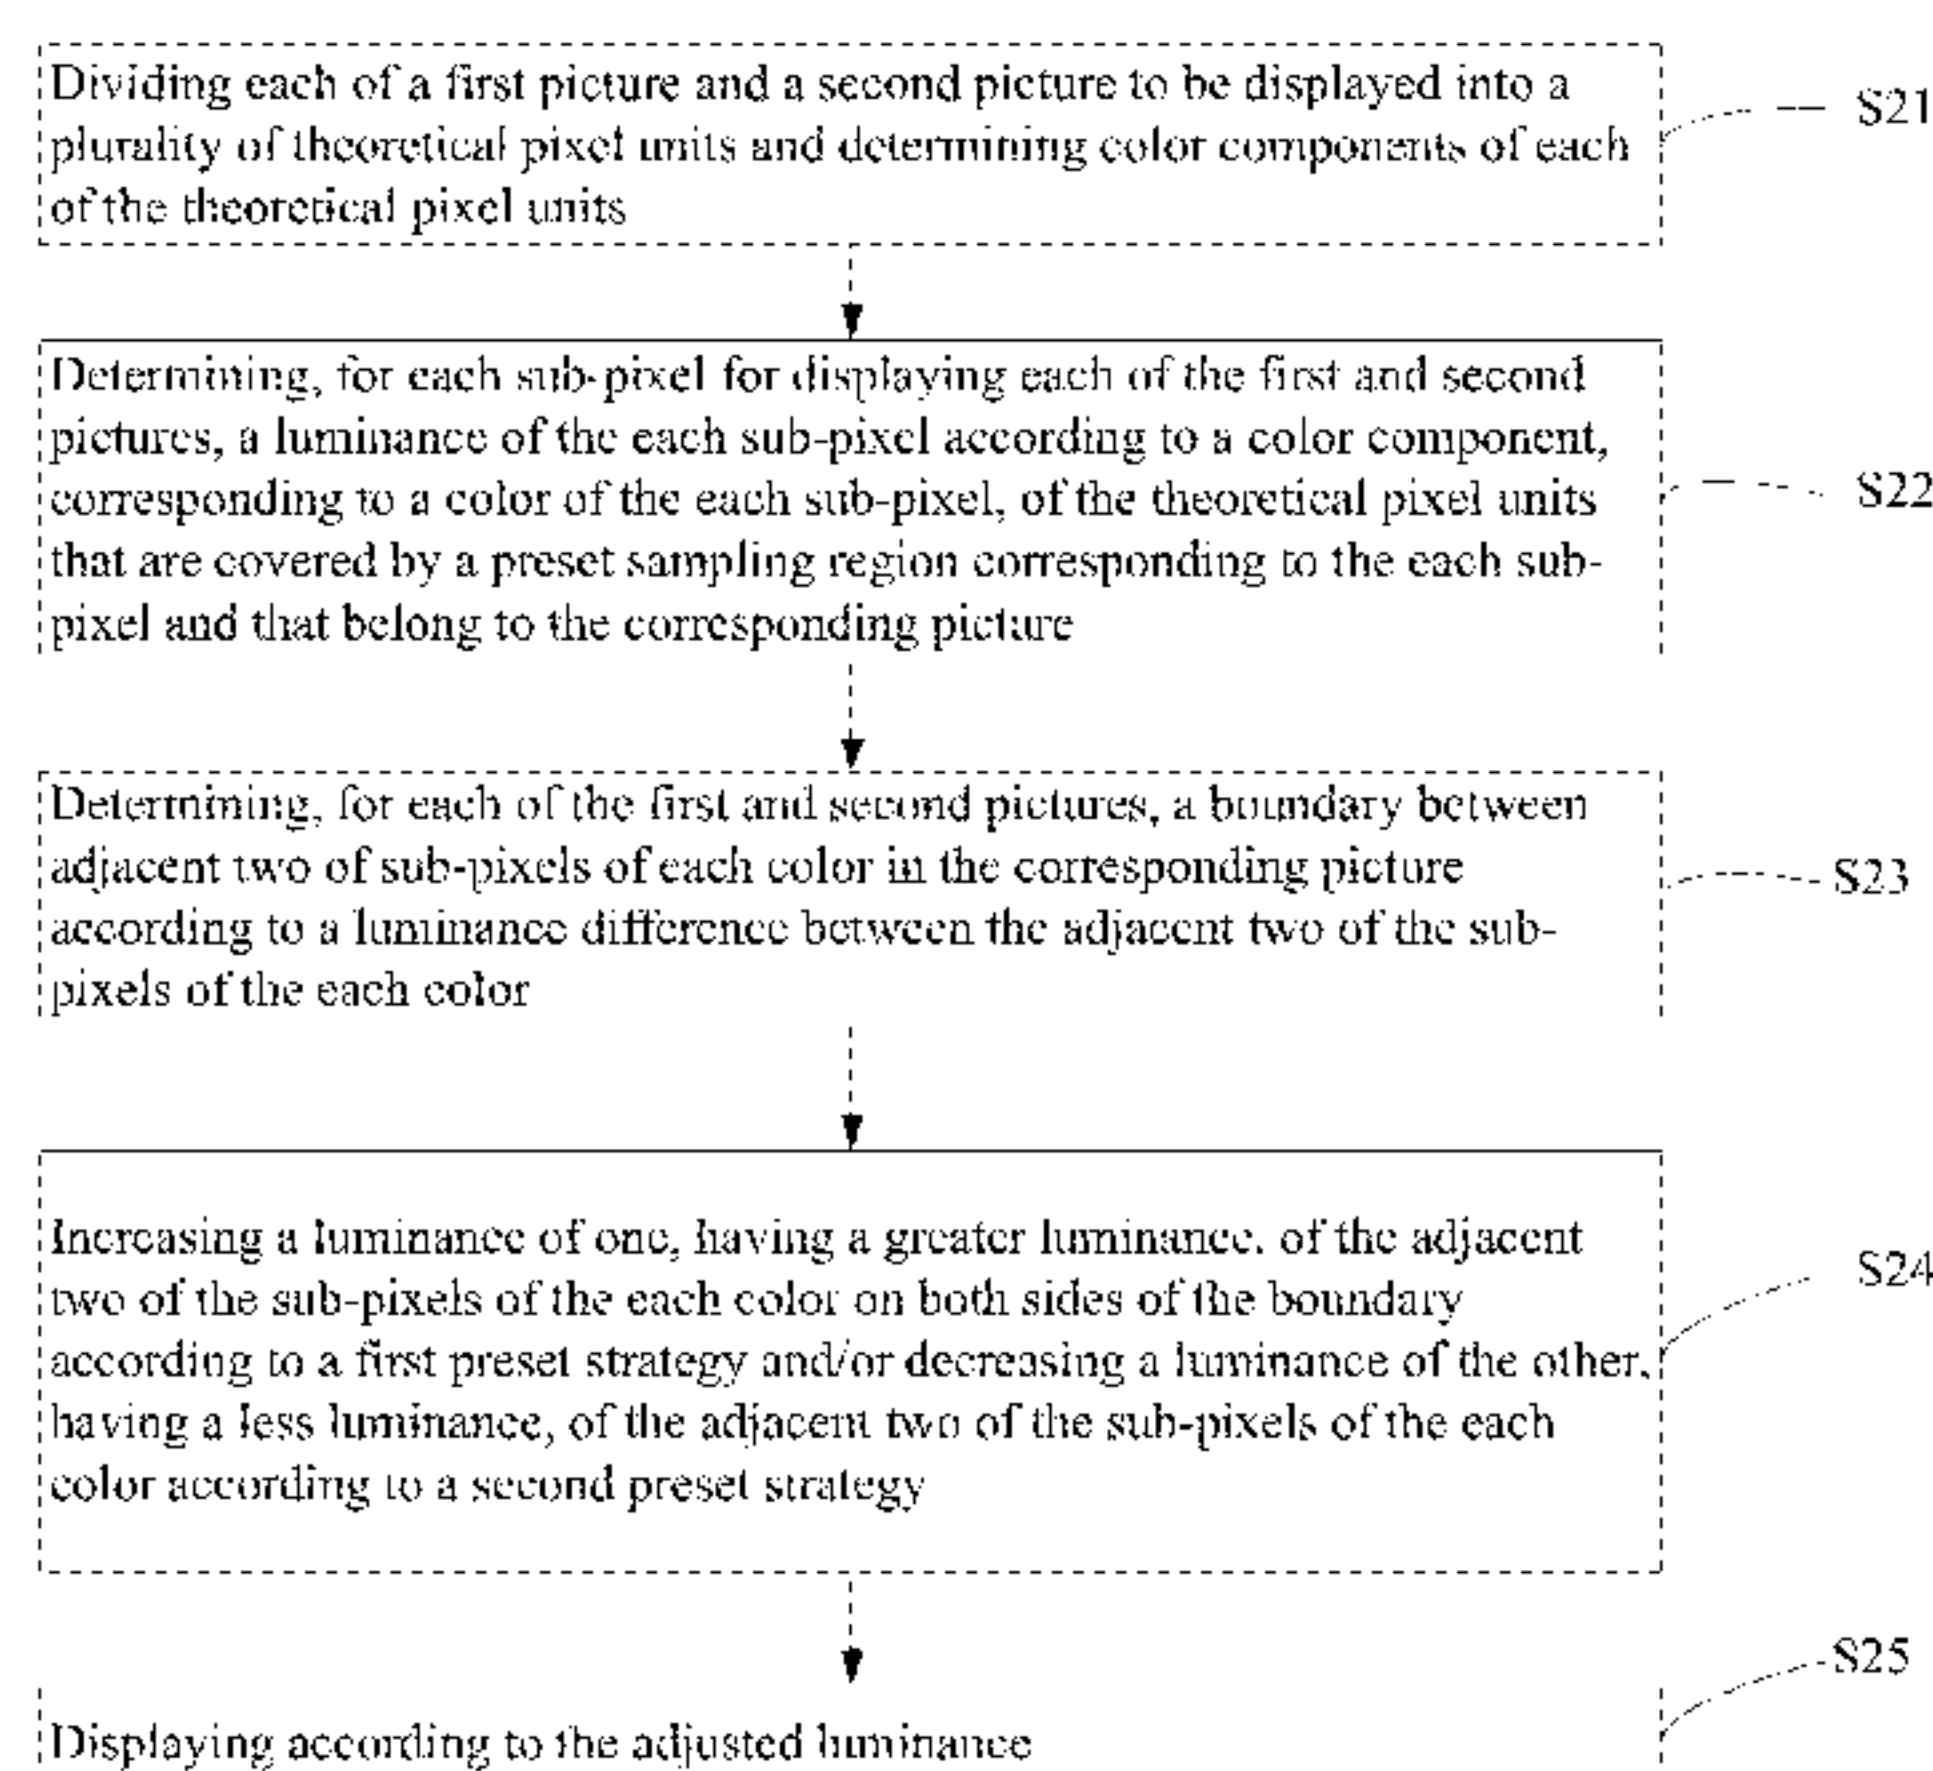 Dividing each of a first picture and a second picture to be displayed into a
plurality of theoretical pixel units and determining color components of each
of the theoretical pixel units
S21
Determining, for each sub-pixel for displaying each of the first and second
pictures, a luminance of the each sub-pixel according to a color component,
corresponding to a color of the each sub-pixel, of the theoretical pixel units
that are covered by a preset sampling region corresponding to the each sub-
pixel and that belong to the corresponding picture
S22
Determining, for each of the first and second pictures, a boundary between
adjacent two of sub-pixels of each color in the corresponding picture
according to a luminance difference between the adjacent two of the sub-
pixels of the each color
S23
Increasing a luminance of one, having a greater luminance, of the adjacent
two of the sub-pixels of the each color on both sides of the boundary
according to a first preset strategy and/or decreasing a luminance of the other,
having a less luminance, of the adjacent two of the sub-pixels of the each
color according to a second preset strategy
S24
Displaying according to the adjusted luminance
S25